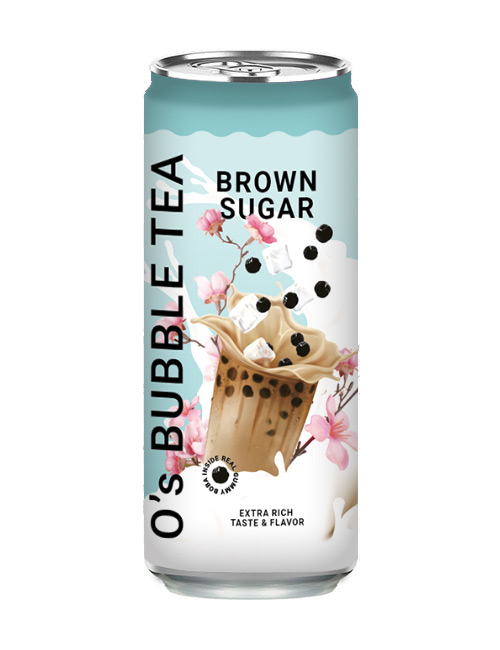 BROWN
SUGAR
O's BUBBLE TEA
INSIDE REAL GUMMY BOBA
EXTRA RICH
TASTE & FLAVOR